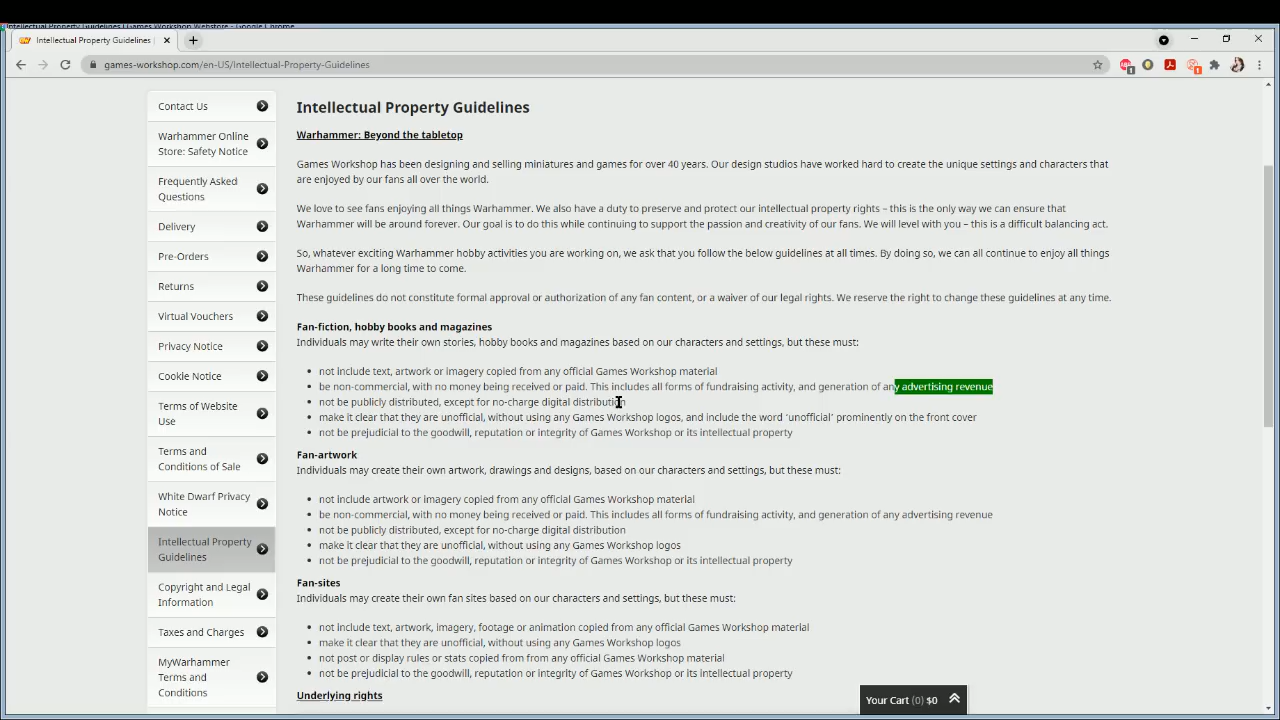 Intellectual Property Guidelines | Games Workshop Webstore - Google Chrome
Intellectual Property Guidelines |
games-workshop.com/en-US/Intellectual-Property-Guidelines
Contact Us
Warhammer Online
Store: Safety Notice
Frequently Asked
Questions
Delivery
Pre-Orders
Returns
Virtual Vouchers
Privacy Notice
Cookie Notice
Terms of Website
Use
Terms and
Conditions of Sale
White Dwarf Privacy
Notice
Intellectual Property
Guidelines
Copyright and Legal
Information
Taxes and Charges
MyWarhammer
Terms and
Conditions
Intellectual Property Guidelines
Warhammer: Beyond the tabletop
Games Workshop has been designing and selling miniatures and games for over 40 years. Our design studios have worked hard to create the unique settings and characters that
are enjoyed by our fans all over the world.
We love to see fans enjoying all things Warhammer. We also have a duty to preserve and protect our intellectual property rights – this is the only way we can ensure that
Warhammer will be around forever. Our goal is to do this while continuing to support the passion and creativity of our fans. We will level with you – this is a difficult balancing act.
So, whatever exciting Warhammer hobby activities you are working on, we ask that you follow the below guidelines at all times. By doing so, we can all continue to enjoy all things
Warhammer for a long time to come.
These guidelines do not constitute formal approval or authorization of any fan content, or a waiver of our legal rights. We reserve the right to change these guidelines at any time.
Fan-fiction, hobby books and magazines
Individuals may write their own stories, hobby books and magazines based on our characters and settings, but these must:
• not include text, artwork or imagery copied from any official Games Workshop material
• be non-commercial, with no money being received or paid. This includes all forms of fundraising activity, and generation of any advertising revenue
• not be publicly distributed, except for no-charge digital distribution
• make it clear that they are unofficial, without using any Games Workshop logos, and include the word ‘unofficial’ prominently on the front cover
• not be prejudicial to the goodwill, reputation or integrity of Games Workshop or its intellectual property
Fan-artwork
Individuals may create their own artwork, drawings and designs, based on our characters and settings, but these must:
• not include artwork or imagery copied from any official Games Workshop material
• be non-commercial, with no money being received or paid. This includes all forms of fundraising activity, and generation of any advertising revenue
• not be publicly distributed, except for no-charge digital distribution
• make it clear that they are unofficial, without using any Games Workshop logos
• not be prejudicial to the goodwill, reputation or integrity of Games Workshop or its intellectual property
Fan-sites
Individuals may create their own fan sites based on our characters and settings, but these must:
• not include text, artwork, imagery, footage or animation copied from any official Games Workshop material
• make it clear that they are unofficial, without using any Games Workshop logos
• not post or display rules or stats copied from from any official Games Workshop material
• not be prejudicial to the goodwill, reputation or integrity of Games Workshop or its intellectual property
Underlying rights
Your Cart (0) $0